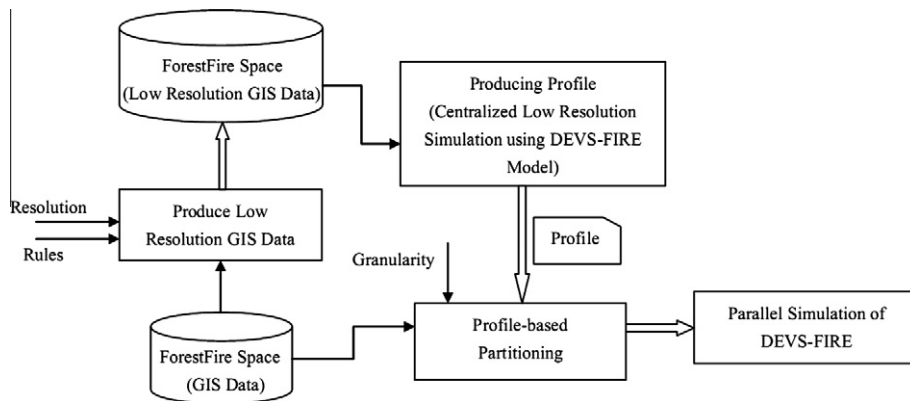 ForestFire Space
(Low Resolution GIS Data)
Producing Profile
(Centralized Low Resolution
Simulation using DEVS-FIRE
Model)
Resolution
Rules
Produce Low
Resolution GIS Data
Profile
Granularity
ForestFire Space
(GIS Data)
Profile-based
Partitioning
Parallel Simulation of
DEVS-FIRE